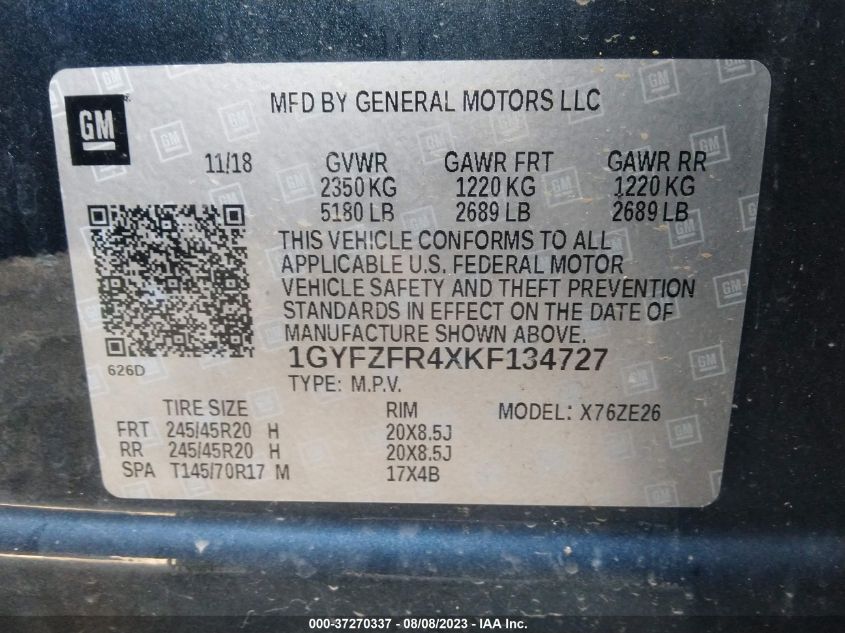 GM
MFD BY GENERAL MOTORS LLC
11/18 GVWR GAWR FRT GAWR RR
2350 KG 1220 KG 1220 KG
5180 LB 2689 LB 2689 LB
THIS VEHICLE CONFORMS TO ALL
APPLICABLE U.S. FEDERAL MOTOR
VEHICLE SAFETY AND THEFT PREVENTION
STANDARDS IN EFFECT ON THE DATE OF
MANUFACTURE SHOWN ABOVE.
626D
1GYFZFR4XKF134727
TYPE: M.P.V.
TIRE SIZE RIM MODEL: X76ZE26
FRT 245/45R20 H 20X8.5J
RR 245/45R20 H 20X8.5J
SPA T145/70R17 M 17X4B
000-37270337 - 08/08/2023 - IAA Inc.